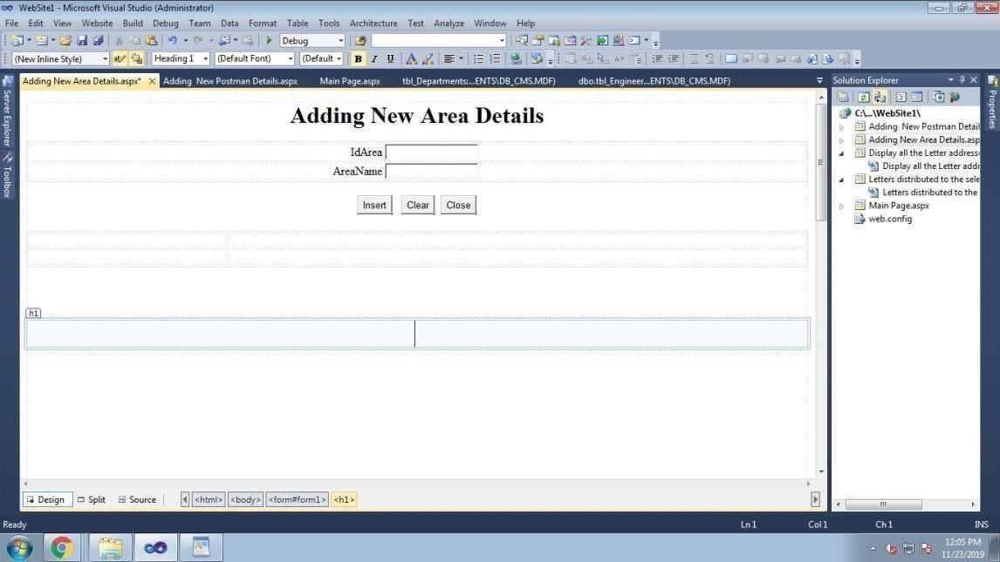 WebSite1 - Microsoft Visual Studio (Administrator)
File Edit View Website Build Debug Team Data Format Table Tools Architecture Test Analyze Window Help
Debug
(New Inline Style) Heading 1 (Default Font) (Default B I U A
Adding New Area Details.aspx* Adding New Postman Details.aspx Main Page.aspx tbl_Departments:...ENTS\DB_CMS.MDF) dbo.tbl_Engineer...ENTS\DB_CMS.MDF)
Solution Explorer
C:\...\WebSite1\
Adding New Postman Detail
Adding New Area Details.asp
Display all the Letter address
Display all the Letter addr
Letters distributed to the sele
Letters distributed to the
Main Page.aspx
web.config
Properties
Server Explorer
Toolbox
Adding New Area Details
IdArea
AreaName
Insert Clear Close
h1
Design Split Source <html> <body> <form#form1> <h1>
Ready Ln 1 Col 1 Ch 1 INS
12:05 PM
11/23/2019